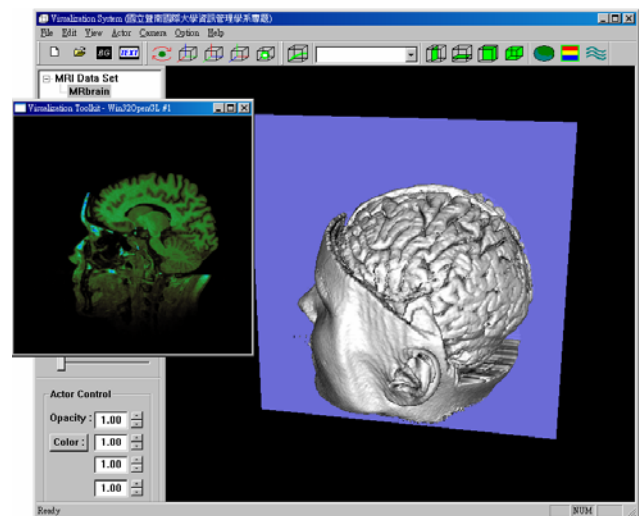 Visualization System (國立暨南國際大學資訊管理學系專題)
File Edit View Actor Camera Option Help
BG TEXT
MRI Data Set
MRbrain
Visualization Toolkit - Win32OpenGL #1
Actor Control
Opacity : 1.00
Color : 1.00
1.00
1.00
Ready NUM